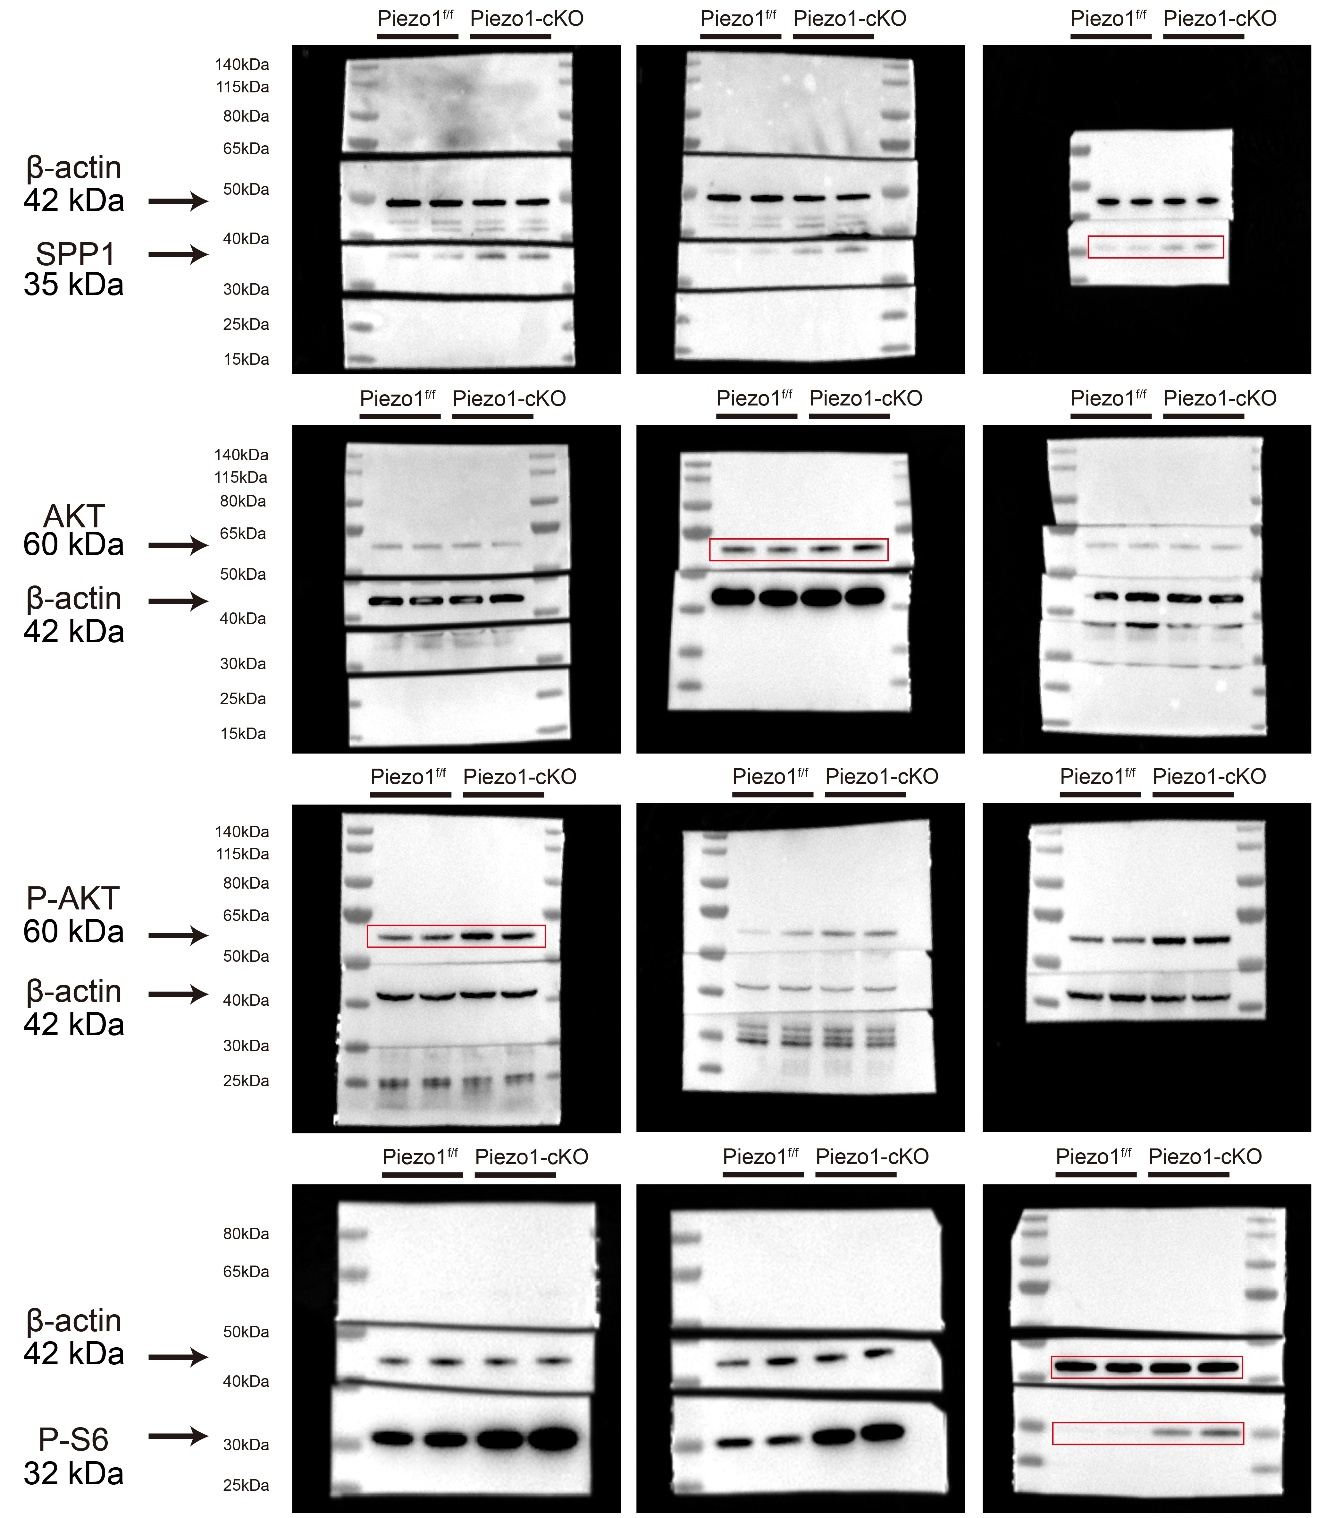 Piezo1f/f Piezo1-cKO Piezo1f/f Piezo1-cKO Piezo1f/f Piezo1-cKO
140kDa
115kDa
80kDa
65kDa
β-actin
42 kDa
50kDa
40kDa
SPP1
35 kDa
30kDa
25kDa
15kDa
Piezo1f/f Piezo1-cKO Piezo1f/f Piezo1-cKO Piezo1f/f Piezo1-cKO
140kDa
115kDa
80kDa
AKT
60 kDa
65kDa
50kDa
β-actin
42 kDa
40kDa
30kDa
25kDa
15kDa
Piezo1f/f Piezo1-cKO Piezo1f/f Piezo1-cKO Piezo1f/f Piezo1-cKO
140kDa
115kDa
80kDa
P-AKT
60 kDa
65kDa
50kDa
β-actin
42 kDa
40kDa
30kDa
25kDa
Piezo1f/f Piezo1-cKO Piezo1f/f Piezo1-cKO Piezo1f/f Piezo1-cKO
80kDa
65kDa
β-actin
42 kDa
50kDa
40kDa
P-S6
32 kDa
30kDa
25kDa